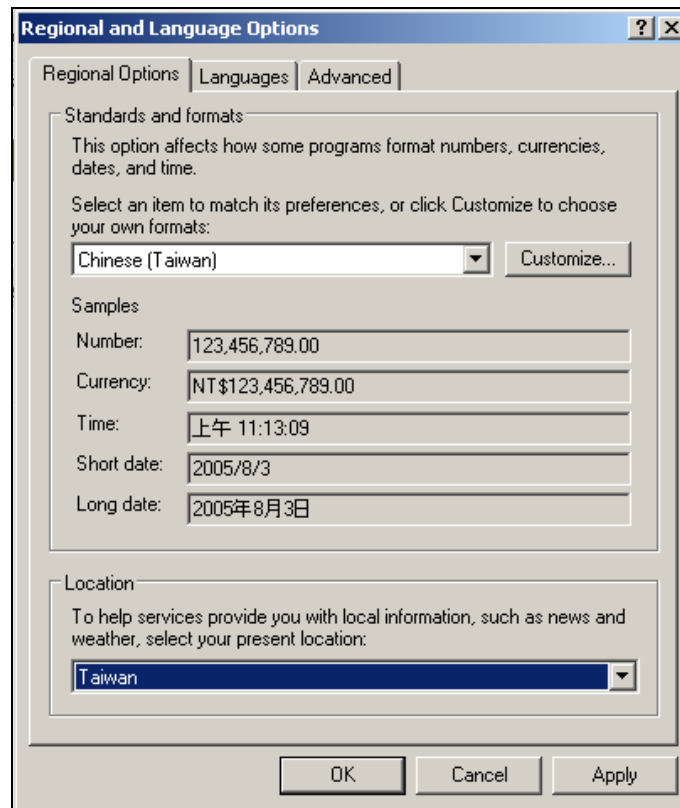 Regional and Language Options
Regional Options Languages Advanced
Standards and formats
This option affects how some programs format numbers, currencies,
dates, and time.
Select an item to match its preferences, or click Customize to choose
your own formats:
Chinese (Taiwan) Customize...
Samples
Number: 123,456,789.00
Currency: NT$123,456,789.00
Time: 上午 11:13:09
Short date: 2005/8/3
Long date: 2005年8月3日
Location
To help services provide you with local information, such as news and
weather, select your present location:
Taiwan
OK Cancel Apply